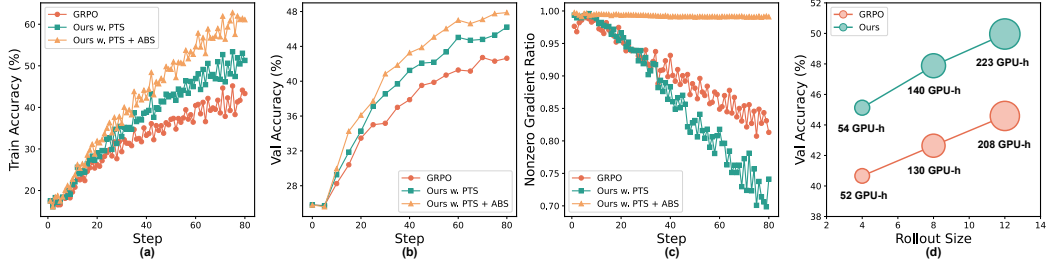 Train Accuracy (%)
60
50
40
30
20
GRPO
Ours w. PTS
Ours w. PTS + ABS
0
20
40
60
80
Step
(a)
Val Accuracy (%)
48
44
40
36
32
28
GRPO
Ours w. PTS
Ours w. PTS + ABS
0
20
40
60
80
Step
(b)
Nonzero Gradient Ratio
1.00
0.95
0,90
0.85
0.80
0,75
0,70
GRPO
Ours w. PTS
Ours w. PTS + ABS
0
20
40
60
80
Step
(c)
Val Accuracy (%)
52
50
48
46
44
42
40
38
GRPO
Ours
223 GPU-h
140 GPU-h
54 GPU-h
208 GPU-h
130 GPU-h
52 GPU-h
2
4
6
8
10
12
14
Rollout Size
(d)